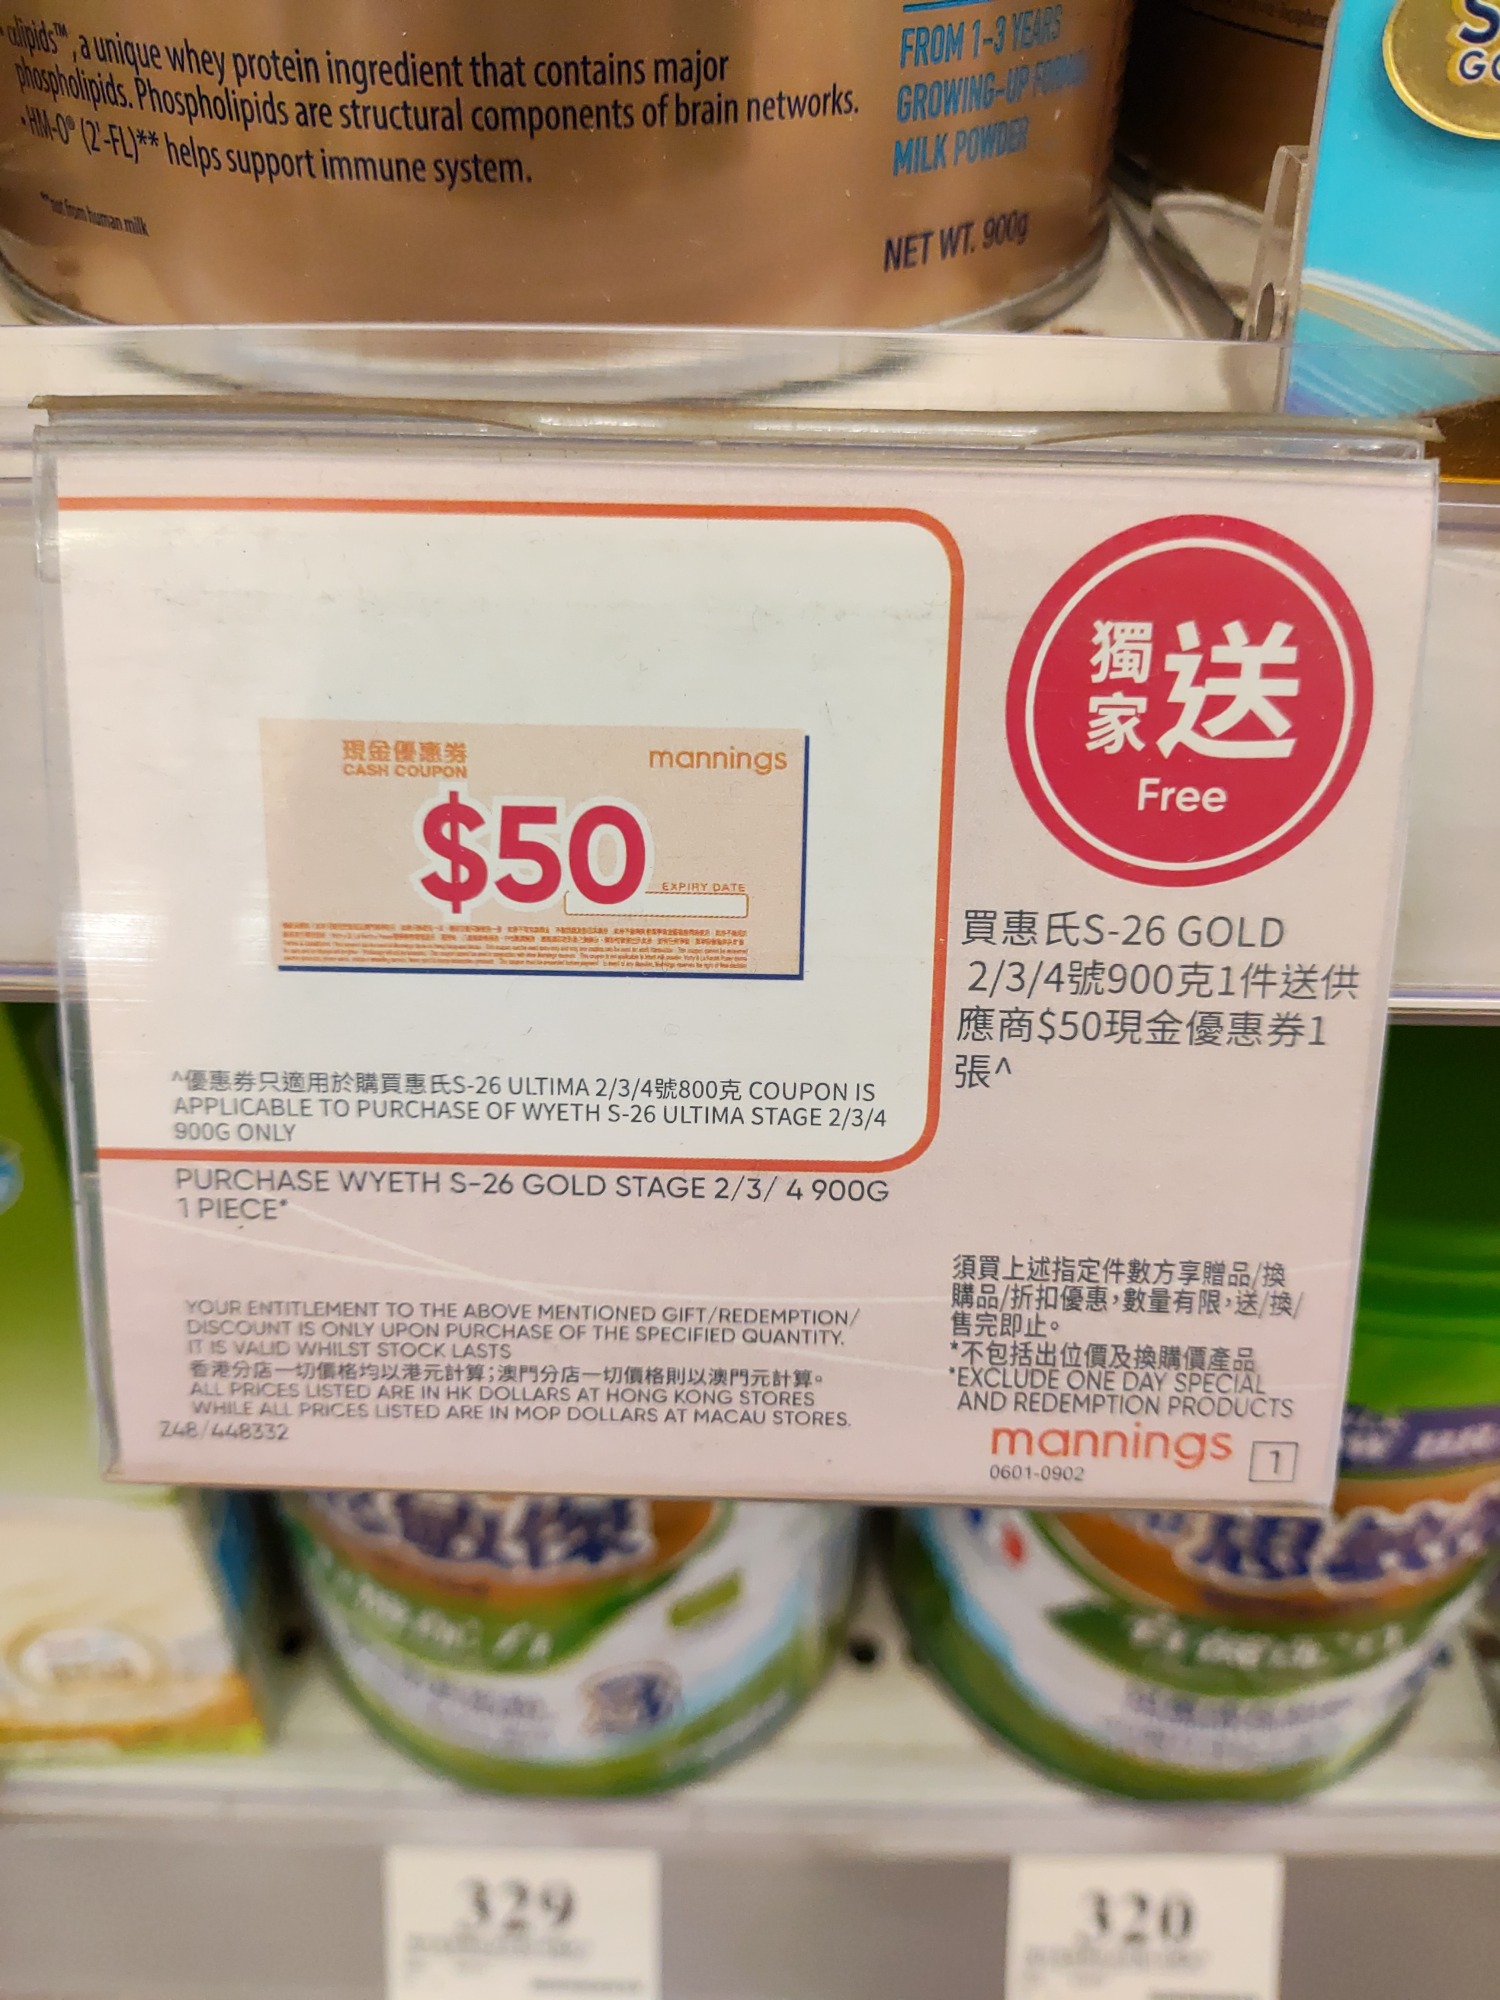 , a unique whey protein ingredient that contains major
phospholipids. Phospholipids are structural components of brain networks.
• HM-O® (2'-FL)** helps support immune system.
**not from human milk
FROM 1-3 YEARS
GROWING-UP
MILK POWDER
NET WT. 900g
現金優惠券
CASH COUPON
mannings
$50
EXPIRY DATE
獨家送
Free
買惠氏S-26 GOLD
2/3/4號900克1件送供
應商$50現金優惠券1
張^
^優惠券只適用於購買惠氏S-26 ULTIMA 2/3/4號800克 COUPON IS
APPLICABLE TO PURCHASE OF WYETH S-26 ULTIMA STAGE 2/3/4
900G ONLY
PURCHASE WYETH S-26 GOLD STAGE 2/3/ 4 900G
1 PIECE*
YOUR ENTITLEMENT TO THE ABOVE MENTIONED GIFT/REDEMPTION/
DISCOUNT IS ONLY UPON PURCHASE OF THE SPECIFIED QUANTITY.
IT IS VALID WHILST STOCK LASTS
香港分店一切價格均以港元計算;澳門分店一切價格則以澳門元計算。
ALL PRICES LISTED ARE IN HK DOLLARS AT HONG KONG STORES
WHILE ALL PRICES LISTED ARE IN MOP DOLLARS AT MACAU STORES.
Z48/448332
須買上述指定件數方享贈品/換
購品/折扣優惠,數量有限,送/換/
售完即止。
*不包括出位價及換購價產品
*EXCLUDE ONE DAY SPECIAL
AND REDEMPTION PRODUCTS
mannings
0601-0902
1
329
320